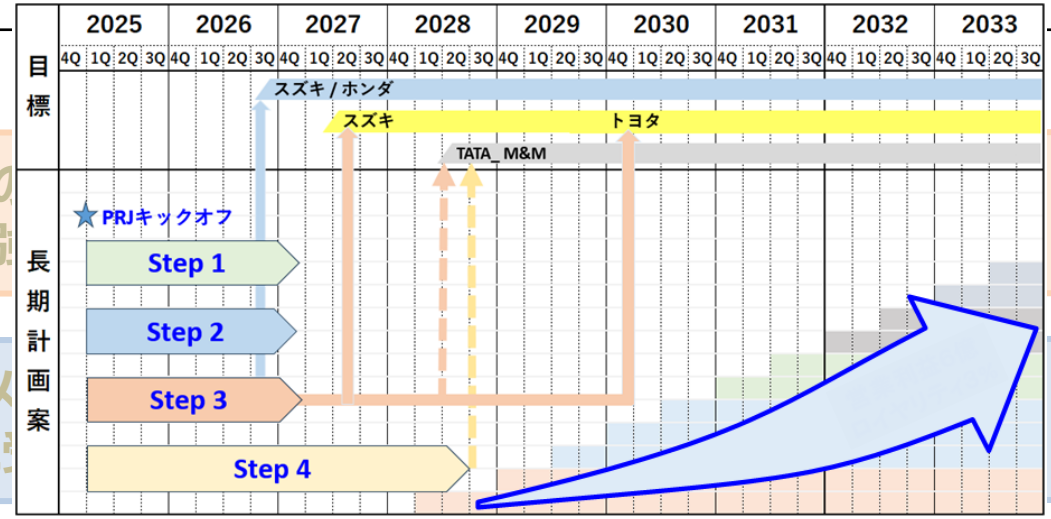 2025 2026 2027 2028 2029 2030 2031 2032 2033
4Q 1Q 2Q 3Q 4Q 1Q 2Q 3Q 4Q 1Q 2Q 3Q 4Q 1Q 2Q 3Q 4Q 1Q 2Q 3Q 4Q 1Q 2Q 3Q 4Q 1Q 2Q 3Q 4Q 1Q 2Q 3Q 4Q 1Q 2Q 3Q
目標
スズキ / ホンダ
スズキ トヨタ
TATA_ M&M
長期計画案
PRJキックオフ
Step 1
Step 2
Step 3
Step 4